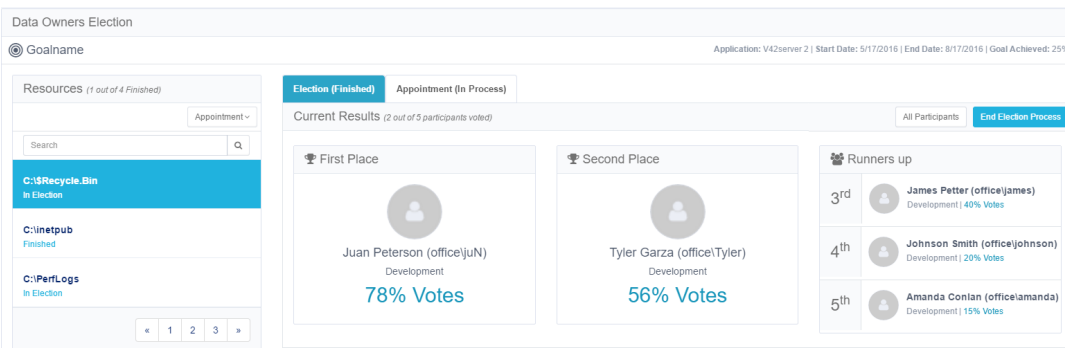 Data Owners Election
Goalname
Application: V42server 2 | Start Date: 5/17/2016 | End Date: 8/17/2016 | Goal Achieved: 25%
Resources (1 out of 4 Finished)
Appointment
Search
C:\$Recycle.Bin
In Election
C:\inetpub
Finished
C:\PerfLogs
In Election
« 1 2 3 »
Election (Finished) Appointment (In Process)
Current Results (2 out of 5 participants voted)
All Participants End Election Process
First Place
Juan Peterson (office\juN)
Development
78% Votes
Second Place
Tyler Garza (office\Tyler)
Development
56% Votes
Runners up
3rd
James Petter (office\james)
Development | 40% Votes
4th
Johnson Smith (office\johnson)
Development | 20% Votes
5th
Amanda Conlan (office\amanda)
Development | 15% Votes